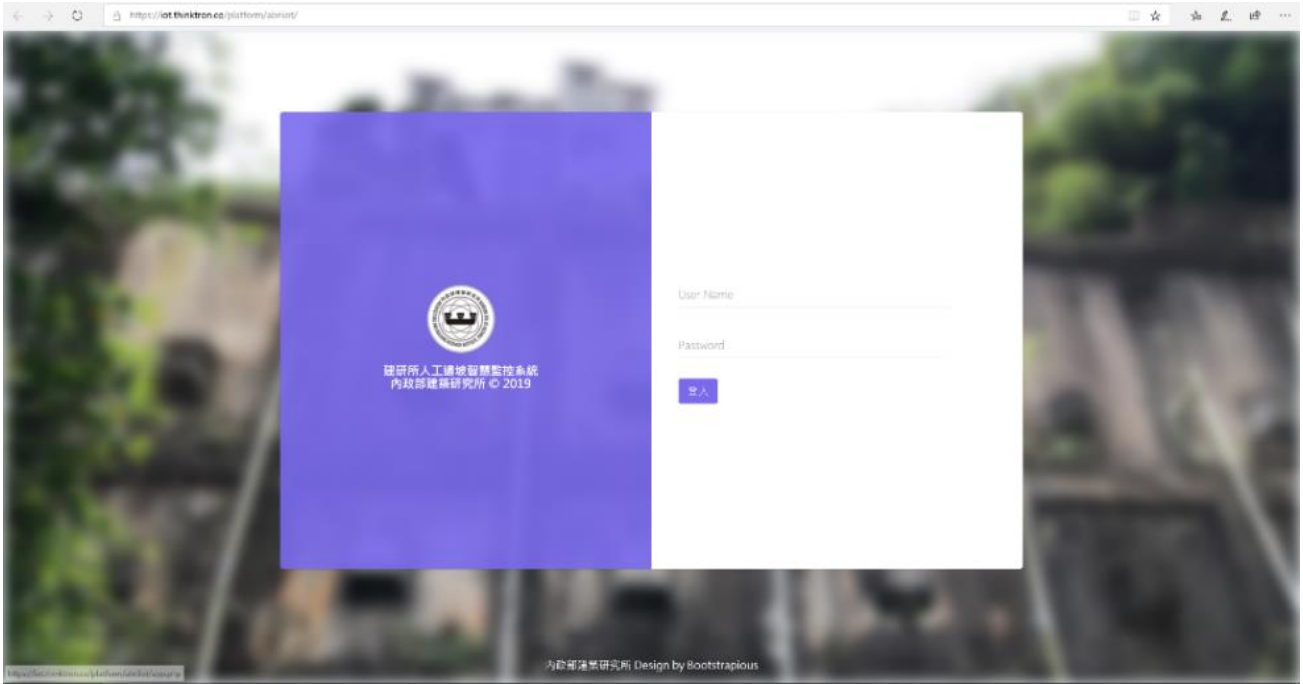 https://iot.thinktron.co/platform/abriiot/
User Name
Password
登入
建研所人工邊坡智慧監控系統
內政部建築研究所 © 2019
內政部建築研究所 Design by Bootstrapious